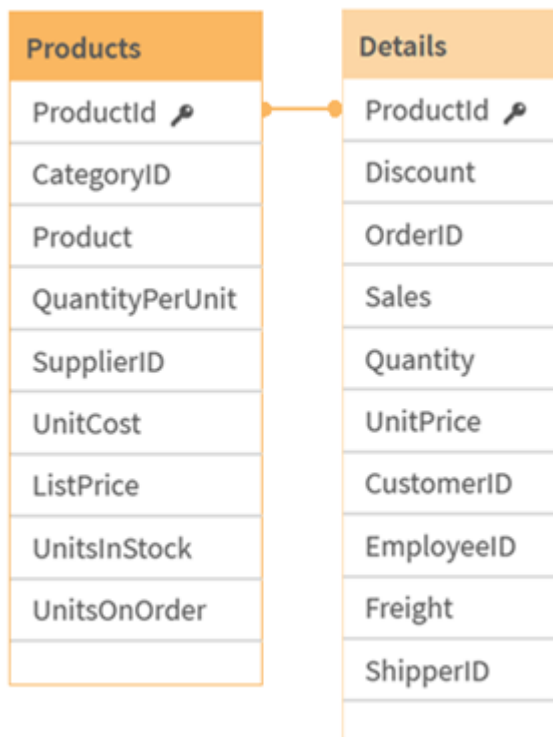 Products
ProductId
CategoryID
Product
QuantityPerUnit
SupplierID
UnitCost
ListPrice
UnitsInStock
UnitsOnOrder
Details
ProductId
Discount
OrderID
Sales
Quantity
UnitPrice
CustomerID
EmployeeID
Freight
ShipperID